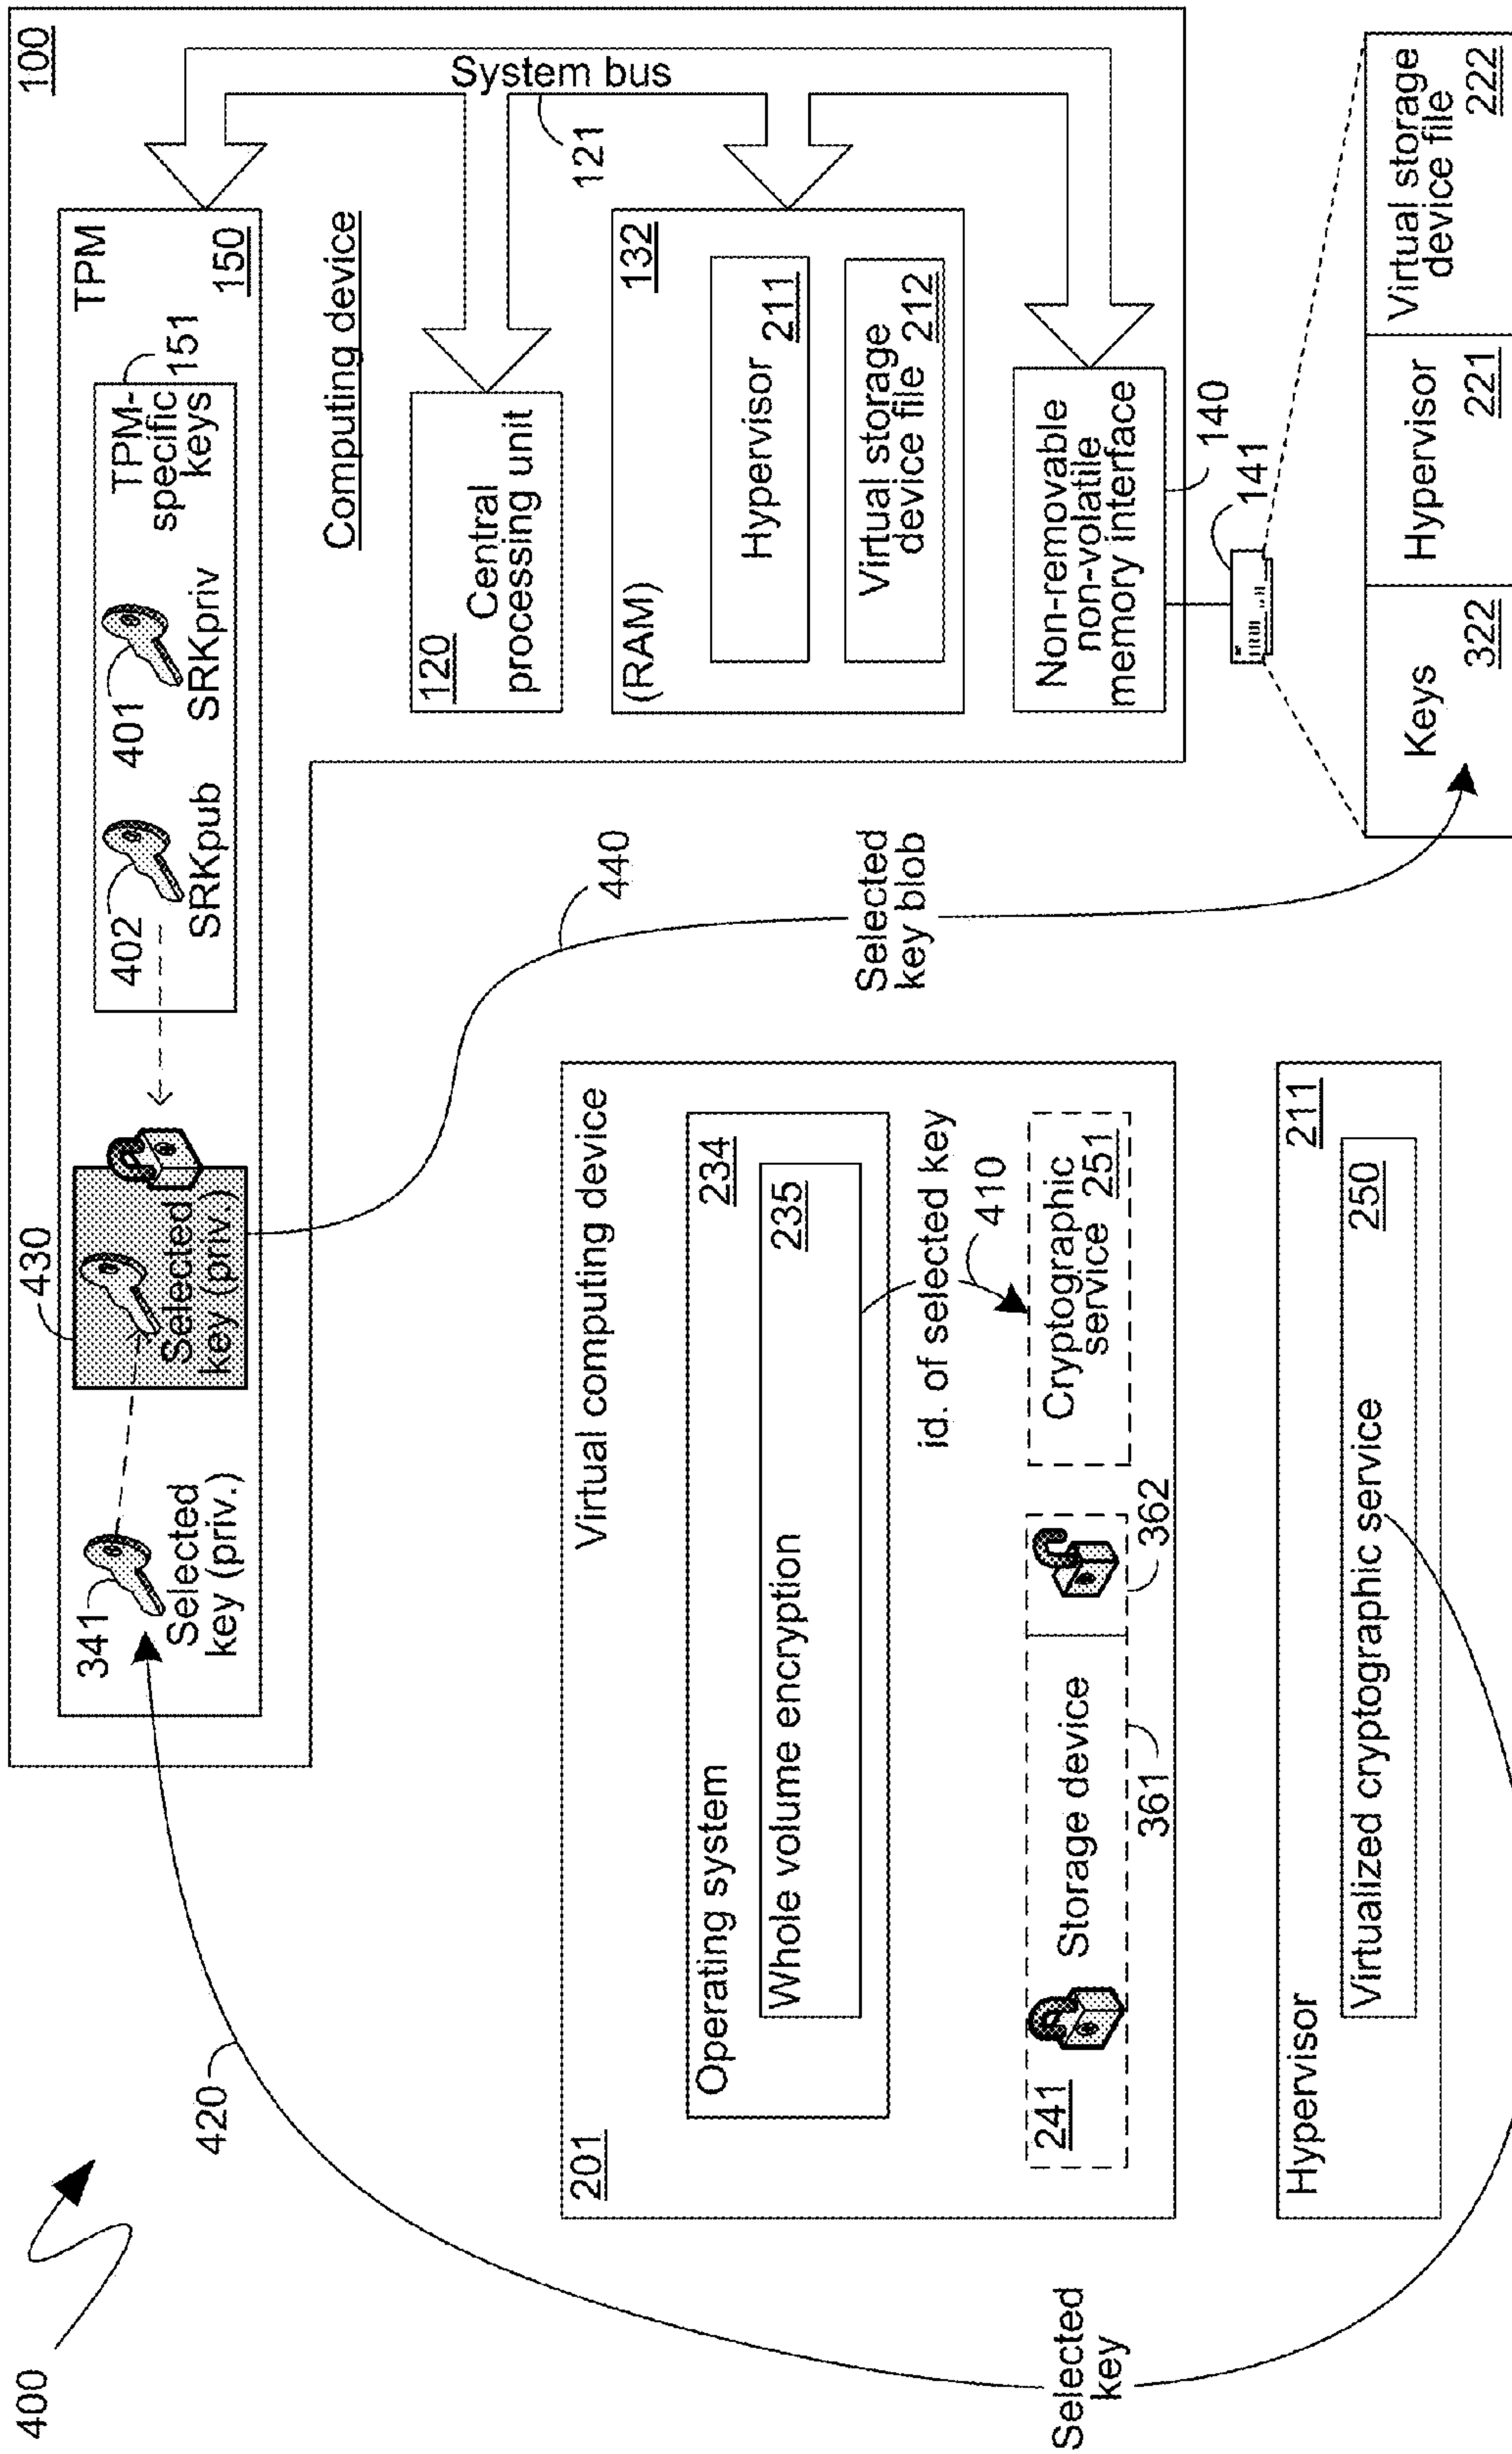 400
100
TPM
150
TPM-
specific
keys
151
401
SRKpriv
402
SRKpub
430
Selected
key (priv.)
341
Selected
key (priv.)
System bus
121
Computing device
120
Central
processing unit
(RAM)
132
Hypervisor
211
Virtual storage
device file 212
Non-removable
non-volatile
memory interface
140
141
Keys
322
Hypervisor
221
Virtual storage
device file
222
440
Selected
key blob
420
Selected
key
201
Virtual computing device
Operating system
234
Whole volume encryption
235
id. of selected key
410
Cryptographic
service 251
241
Storage device
361
362
Hypervisor
211
Virtualized cryptographic service
250